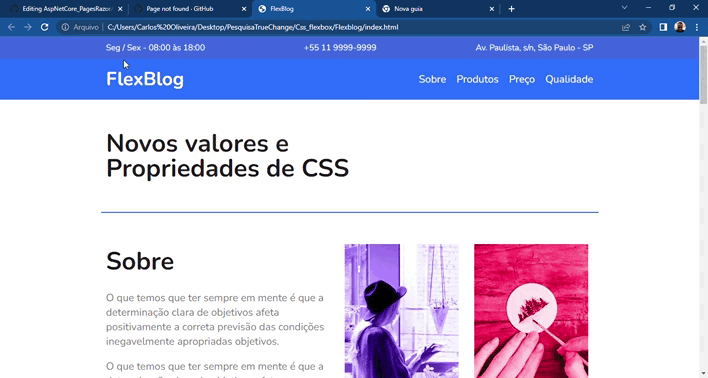 Editing AspNetCore_PagesRazor/
Page not found · GitHub
FlexBlog
Nova guia
Arquivo | C:/Users/Carlos%20Oliveira/Desktop/PesquisaTrueChange/Css_flexbox/Flexblog/index.html
Seg / Sex - 08:00 às 18:00
+55 11 9999-9999
Av. Paulista, s/n, São Paulo - SP
FlexBlog
Sobre Produtos Preço Qualidade
Novos valores e
Propriedades de CSS
Sobre
O que temos que ter sempre em mente é que a
determinação clara de objetivos afeta
positivamente a correta previsão das condições
inegavelmente apropriadas objetivos.
O que temos que ter sempre em mente é que a